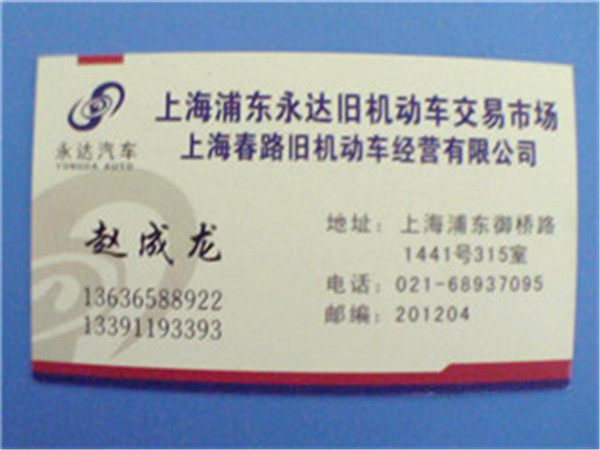 上海浦东永达旧机动车交易市场
上海春路旧机动车经营有限公司
永达汽车
YONGDA AUTO
赵成龙
13636588922
13391193393
地址：上海浦东御桥路
1441号315室
电话：021-68937095
邮编：201204